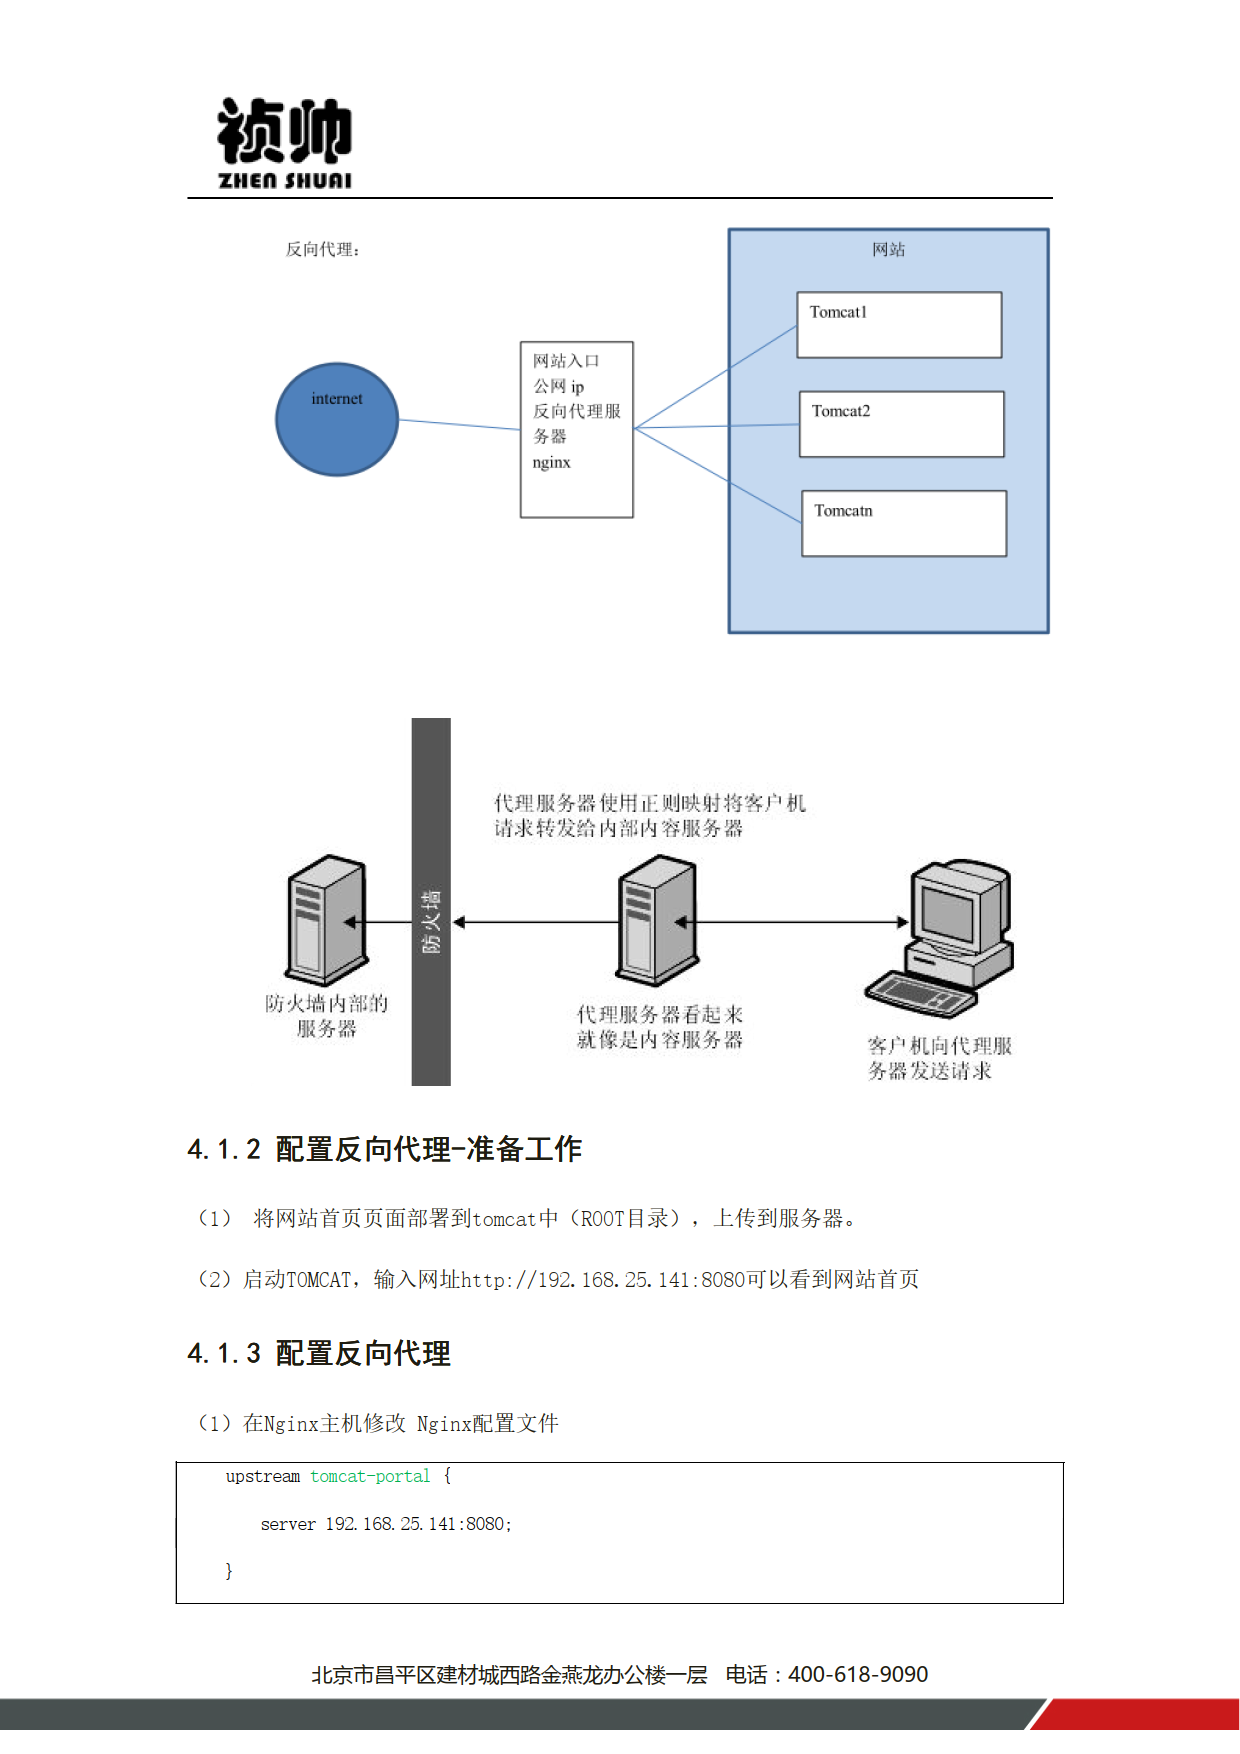 祯帅
ZHEN SHUAI
反向代理：
网站
Tomcat1
网站入口
公网 ip
反向代理服
务器
nginx
internet
Tomcat2
Tomcatn
代理服务器使用正则映射将客户机
请求转发给内部内容服务器
防火墙
防火墙内部的
服务器
代理服务器看起来
就像是内容服务器
客户机向代理服
务器发送请求
4.1.2 配置反向代理-准备工作
（1） 将网站首页页面部署到tomcat中（ROOT目录），上传到服务器。
（2）启动TOMCAT，输入网址http://192.168.25.141:8080可以看到网站首页
4.1.3 配置反向代理
（1）在Nginx主机修改 Nginx配置文件
upstream tomcat-portal {
server 192.168.25.141:8080;
}
北京市昌平区建材城西路金燕龙办公楼一层 电话：400-618-9090